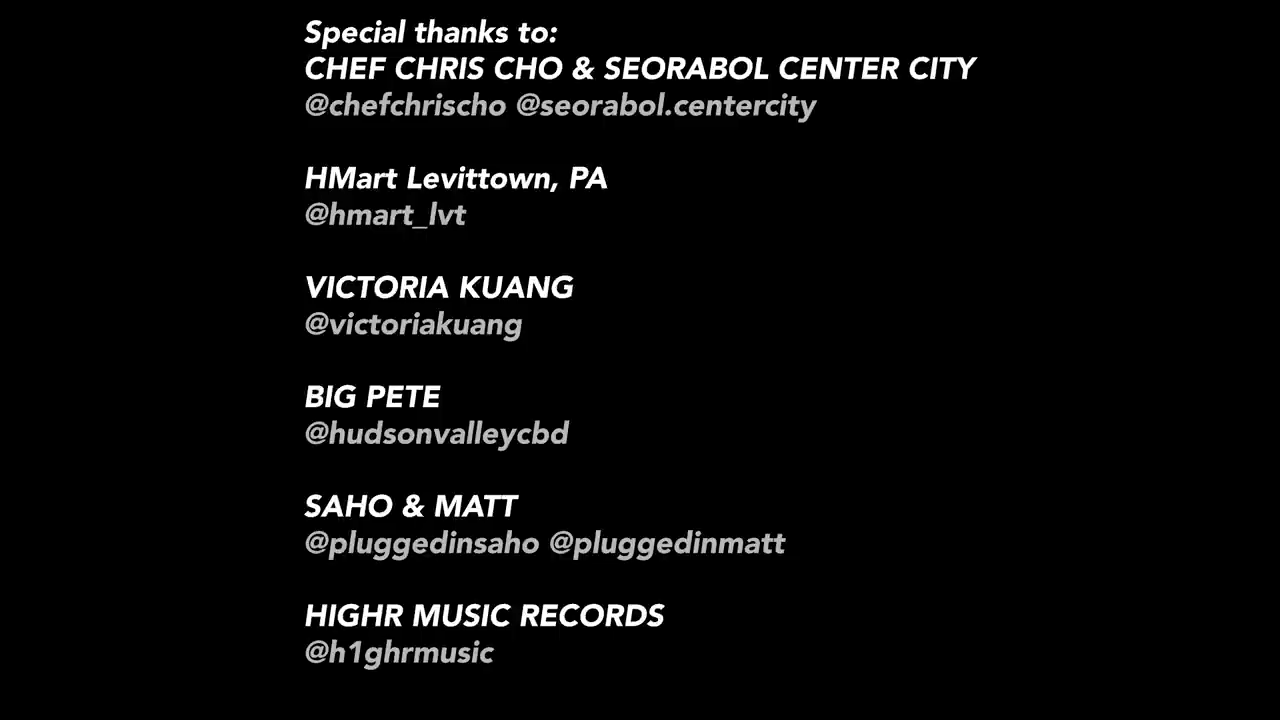 Special thanks to:
CHEF CHRIS CHO & SEORABOL CENTER CITY
@chefchrischo @seorabol.centercity
HMart Levittown, PA
@hmart_lvt
VICTORIA KUANG
@victoriakuang
BIG PETE
@hudsonvalleycbd
SAHO & MATT
@pluggedinsaho @pluggedinmatt
HIGHR MUSIC RECORDS
@h1ghrmusic